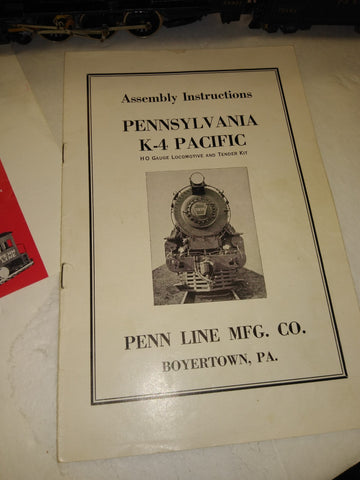 Assembly Instructions
PENNSYLVANIA
K-4 PACIFIC
HO GAUGE LOCOMOTIVE AND TENDER KIT
PENN LINE MFG. CO.
BOYERTOWN, PA.